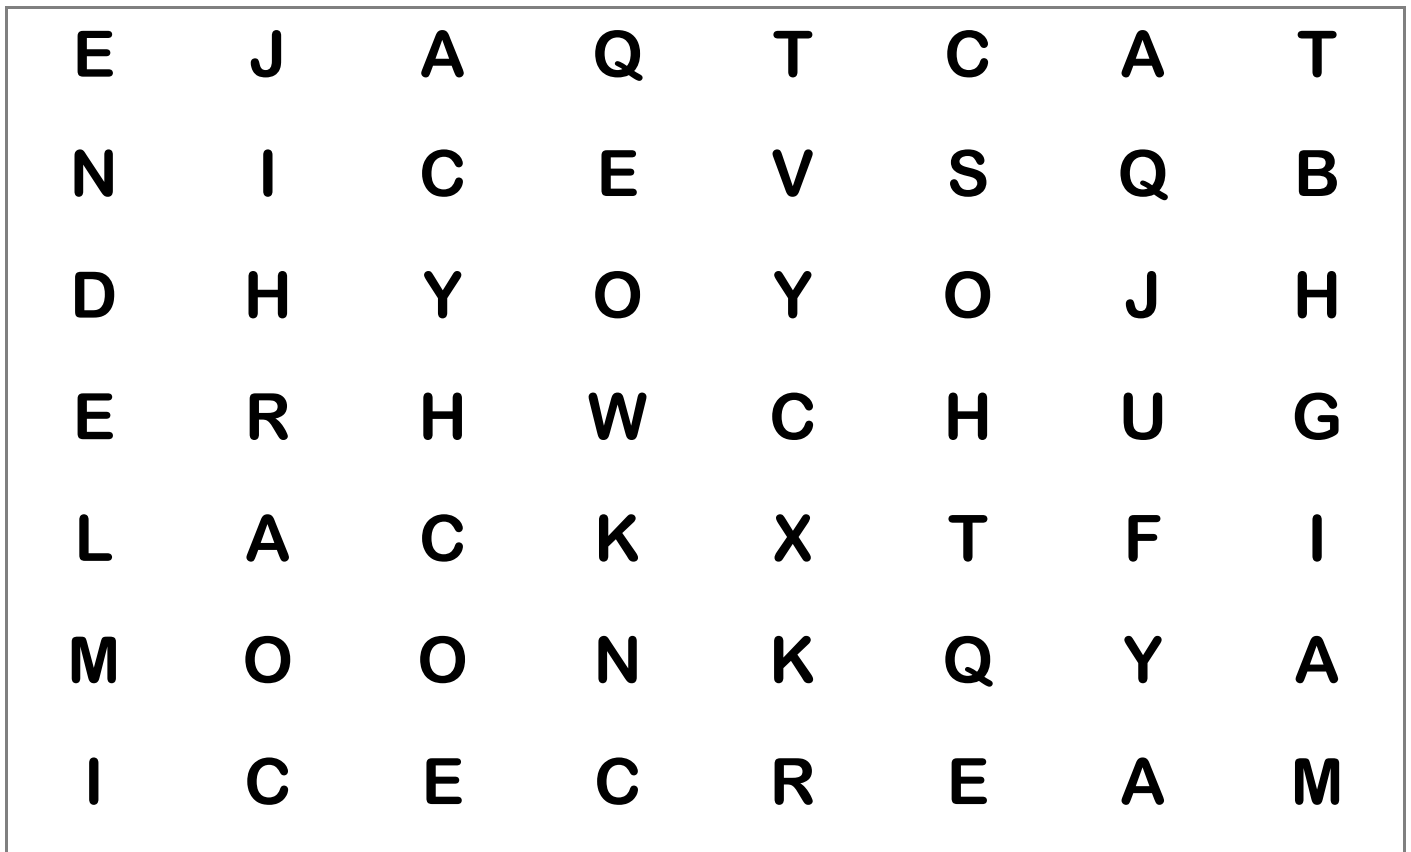 E J A Q T C A T
N I C E V S Q B
D H Y O Y O J H
E R H W C H U G
L A C K X T F I
M O O N K Q Y A
I C E C R E A M